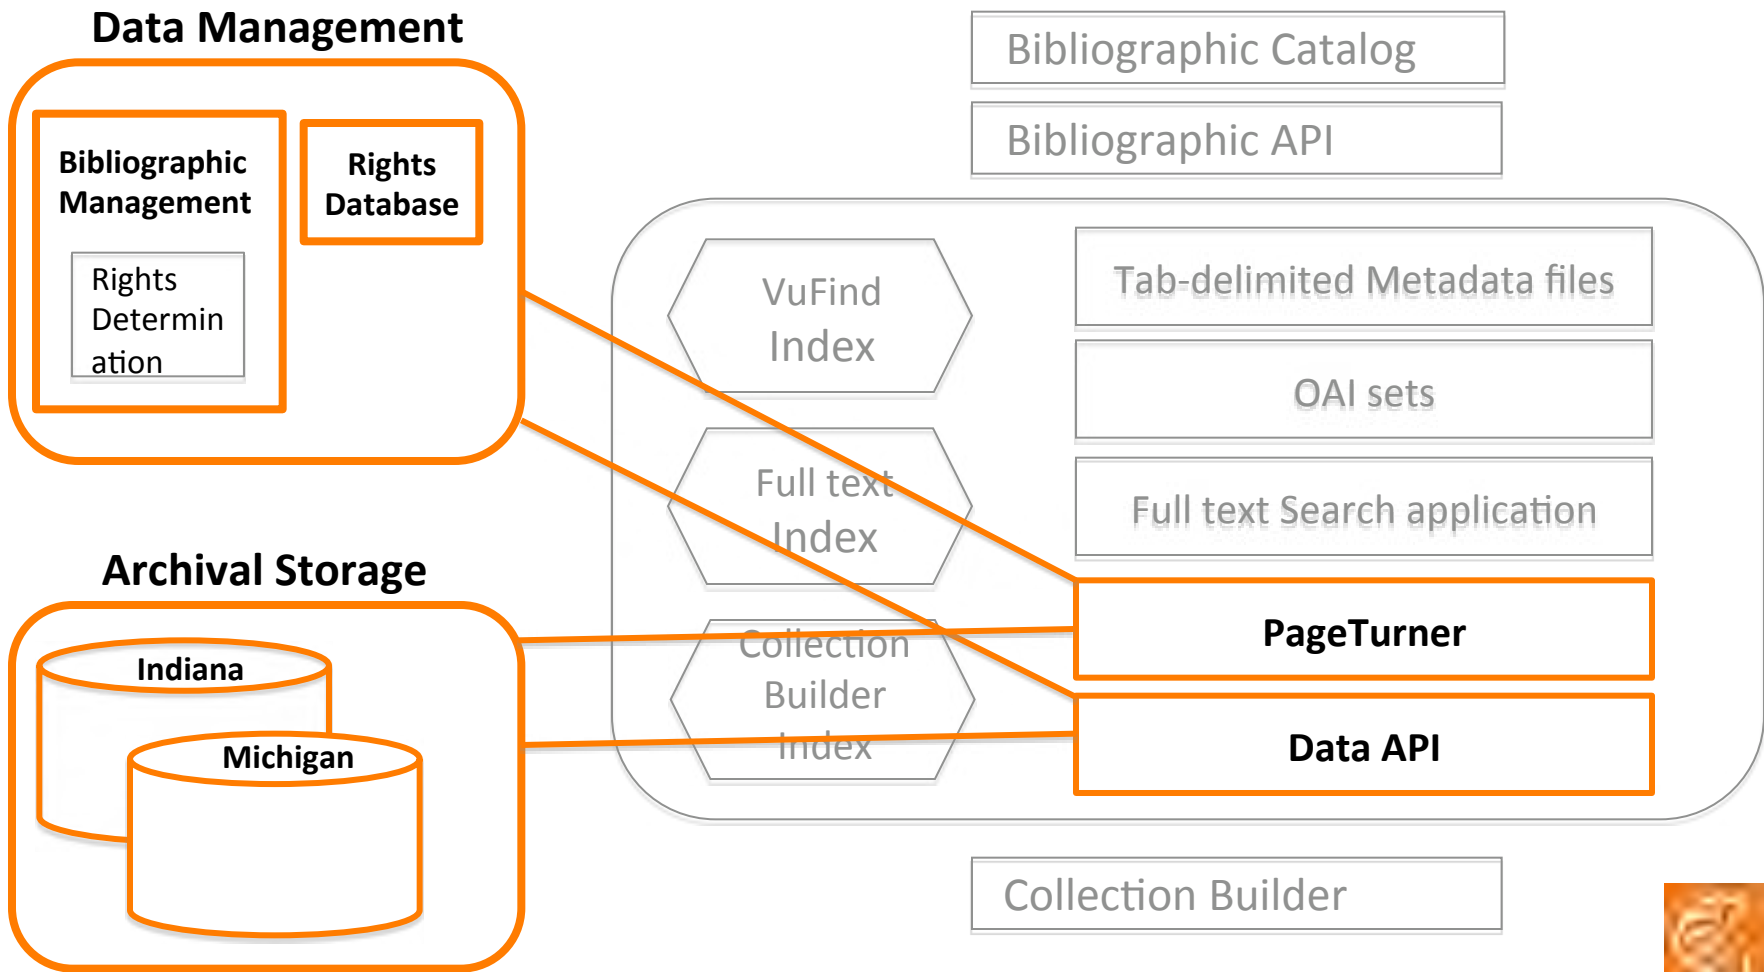 Data Management
Bibliographic
Management
Rights
Determin
ation
Rights
Database
Archival Storage
Indiana
Michigan
Bibliographic Catalog
Bibliographic API
VuFind
Index
Full text
Index
Collection
Builder
Index
Tab-delimited Metadata files
OAI sets
Full text Search application
PageTurner
Data API
Collection Builder